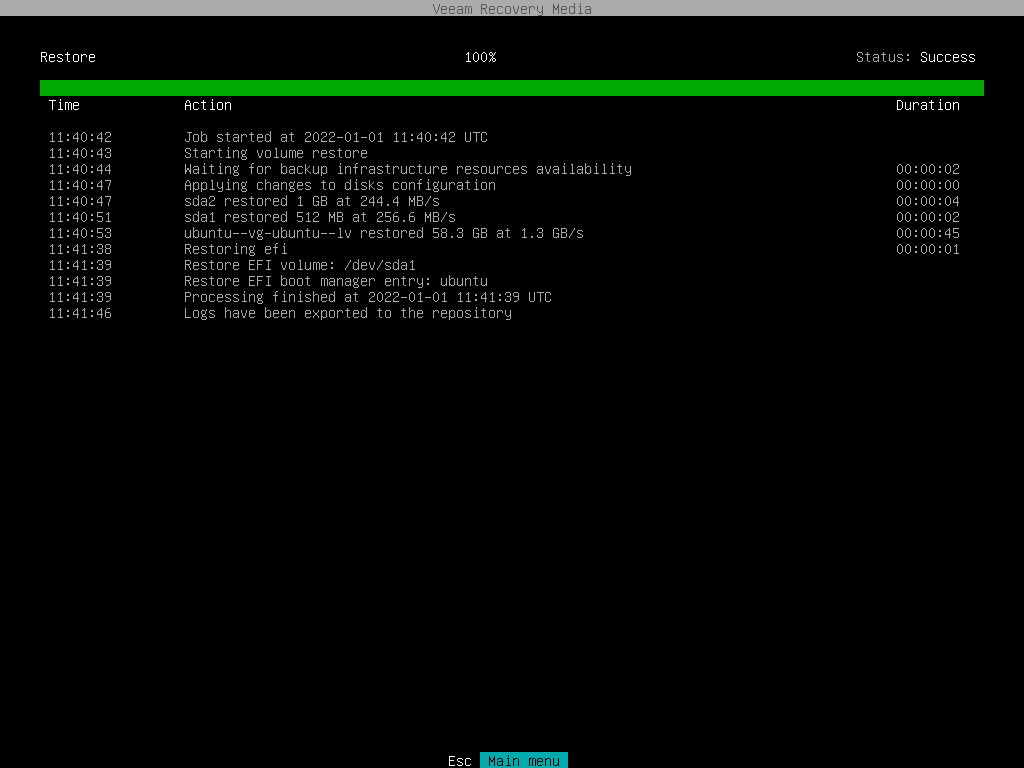 Veeam Recovery Media
Restore 100% Status: Success
Time Action Duration
11:40:42 Job started at 2022-01-01 11:40:42 UTC
11:40:43 Starting volume restore
11:40:44 Waiting for backup infrastructure resources availability 00:00:02
11:40:47 Applying changes to disks configuration 00:00:00
11:40:47 sda2 restored 1 GB at 244.4 MB/s 00:00:04
11:40:51 sda1 restored 512 MB at 256.6 MB/s 00:00:02
11:40:53 ubuntu--vg-ubuntu--lv restored 58.3 GB at 1.3 GB/s 00:00:45
11:41:38 Restoring efi 00:00:01
11:41:39 Restore EFI volume: /dev/sda1
11:41:39 Restore EFI boot manager entry: ubuntu
11:41:39 Processing finished at 2022-01-01 11:41:39 UTC
11:41:46 Logs have been exported to the repository
Esc Main menu